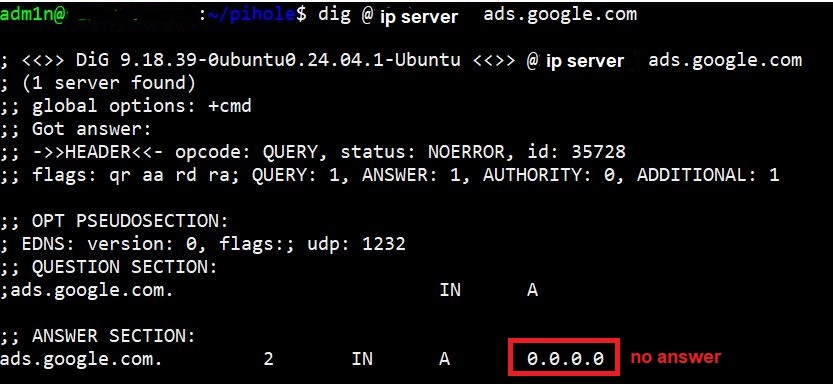 adm1n@ :~/pihole$ dig @ ip server ads.google.com
; <<>> DiG 9.18.39-0ubuntu0.24.04.1-Ubuntu <<>> @ ip server ads.google.com
; (1 server found)
;; global options: +cmd
;; Got answer:
;; ->>HEADER<<- opcode: QUERY, status: NOERROR, id: 35728
;; flags: qr aa rd ra; QUERY: 1, ANSWER: 1, AUTHORITY: 0, ADDITIONAL: 1
;; OPT PSEUDOSECTION:
; EDNS: version: 0, flags:; udp: 1232
;; QUESTION SECTION:
;ads.google.com. IN A
;; ANSWER SECTION:
ads.google.com. 2 IN A 0.0.0.0 no answer